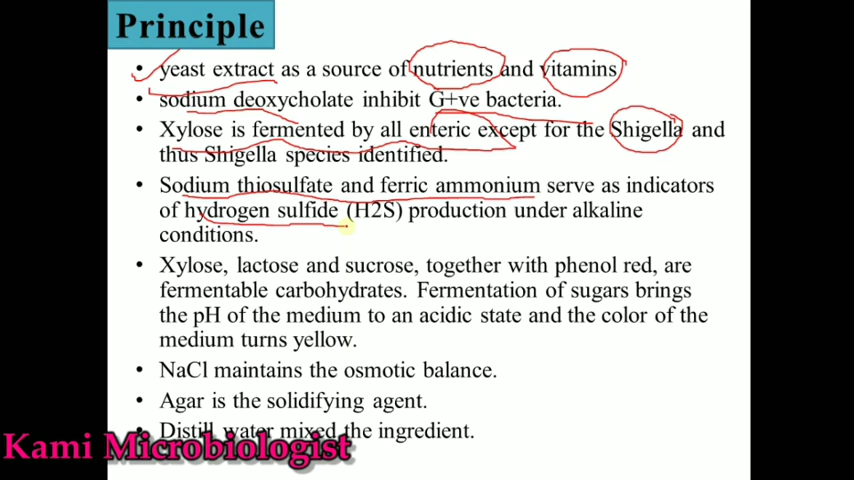 Principle
• yeast extract as a source of nutrients and vitamins
• sodium deoxycholate inhibit G+ve bacteria.
• Xylose is fermented by all enteric except for the Shigella and
thus Shigella species identified.
• Sodium thiosulfate and ferric ammonium serve as indicators
of hydrogen sulfide (H2S) production under alkaline
conditions.
• Xylose, lactose and sucrose, together with phenol red, are
fermentable carbohydrates. Fermentation of sugars brings
the pH of the medium to an acidic state and the color of the
medium turns yellow.
• NaCl maintains the osmotic balance.
• Agar is the solidifying agent.
• Distill water mixed the ingredient.
Kami Microbiologist